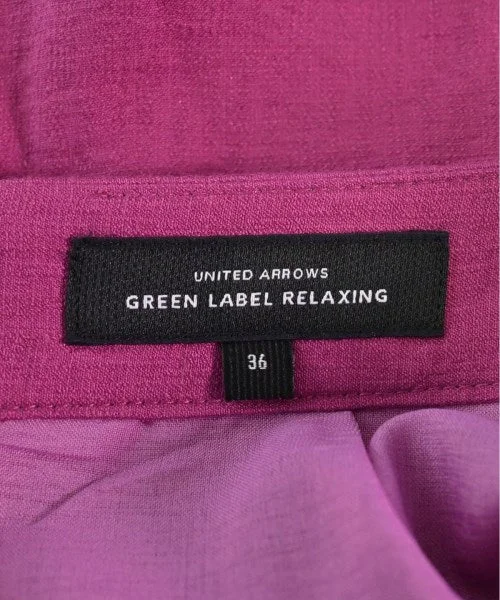 UNITED ARROWS
GREEN LABEL RELAXING
36